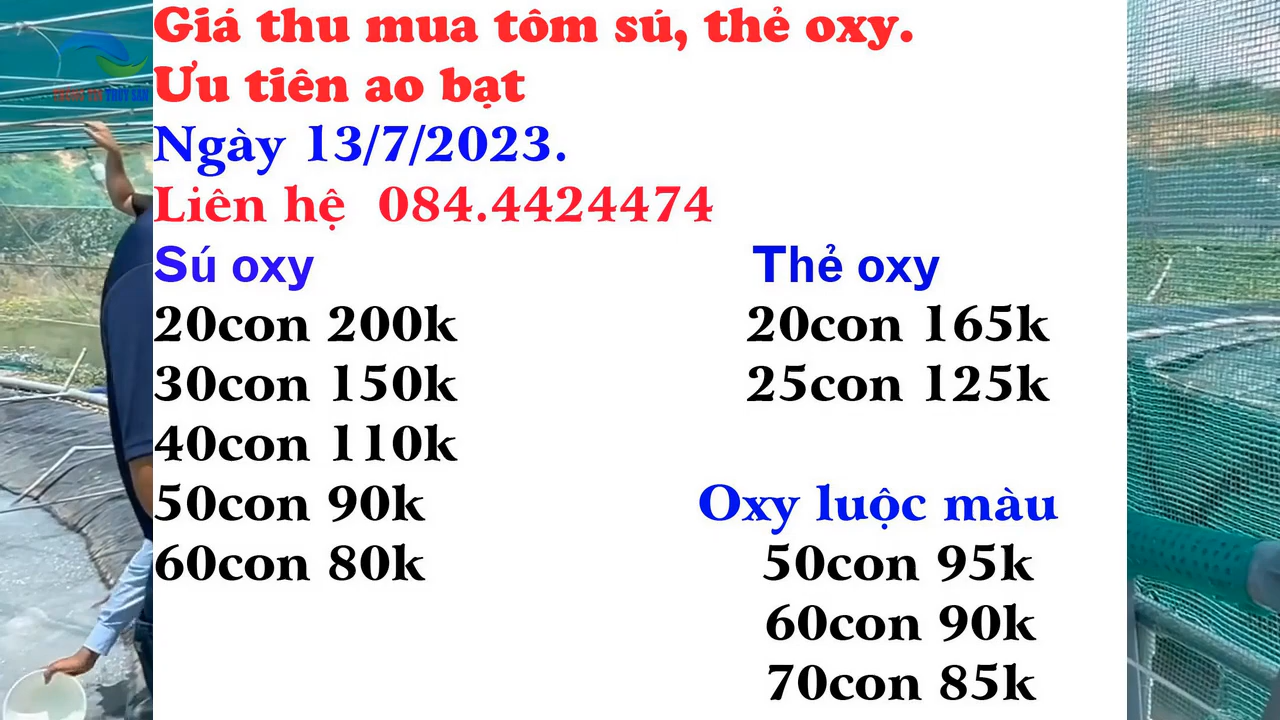 Giá thu mua tôm sú, thẻ oxy.
Ưu tiên ao bạt
Ngày 13/7/2023.
Liên hệ 084.4424474
Sú oxy
20con 200k
30con 150k
40con 110k
50con 90k
60con 80k
Thẻ oxy
20con 165k
25con 125k
Oxy luộc màu
50con 95k
60con 90k
70con 85k